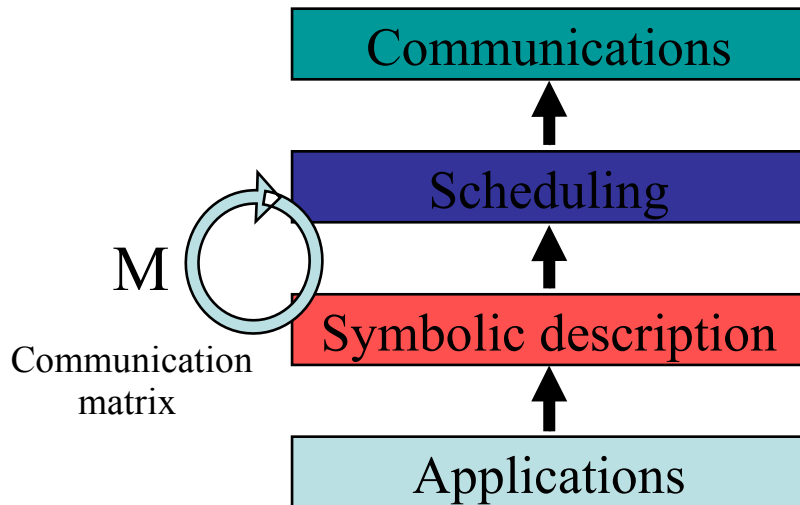 Communications
Scheduling
M
Symbolic description
Communication
matrix
Applications